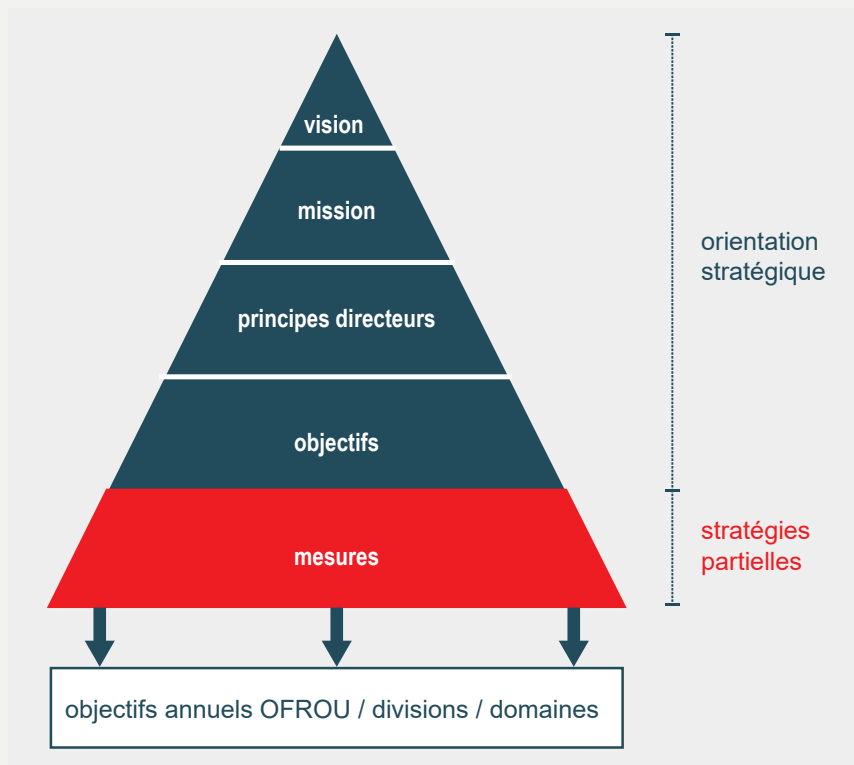 vision
mission
principes directeurs
objectifs
mesures
orientation
stratégique
stratégies
partielles
objectifs annuels OFROU / divisions / domaines